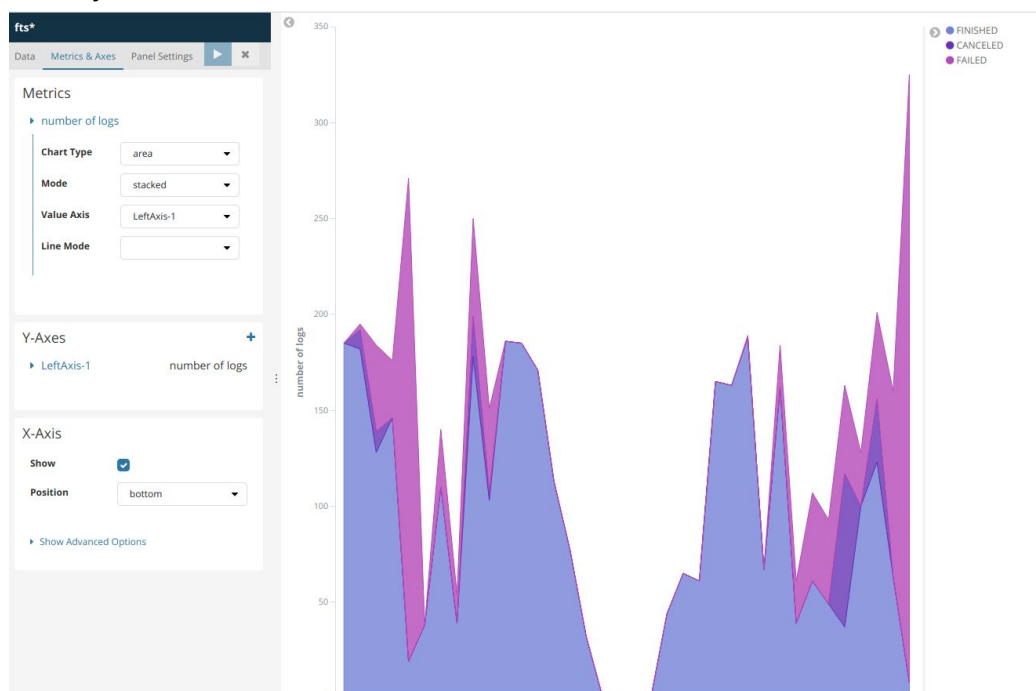 fts*
Data Metrics & Axes Panel Settings
Metrics
number of logs
Chart Type area
Mode stacked
Value Axis LeftAxis-1
Line Mode
Y-Axes
LeftAxis-1 number of logs
X-Axis
Show
Position bottom
Show Advanced Options
350
300
250
200
150
100
50
number of logs
FINISHED
CANCELED
FAILED